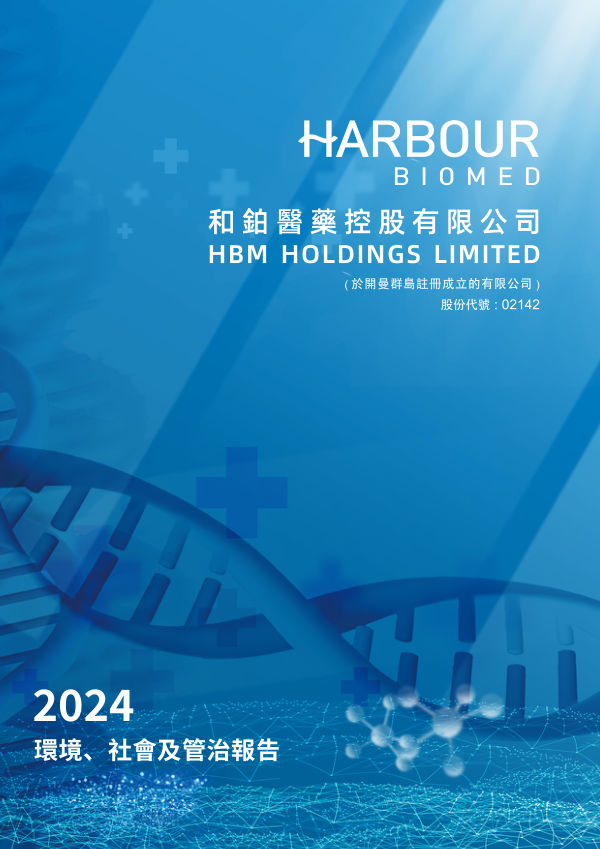 HARBOUR
BIOMED
和鉑醫藥控股有限公司
HBM HOLDINGS LIMITED
(於開曼群島註冊成立的有限公司)
股份代號：02142
2024
環境、社會及管治報告